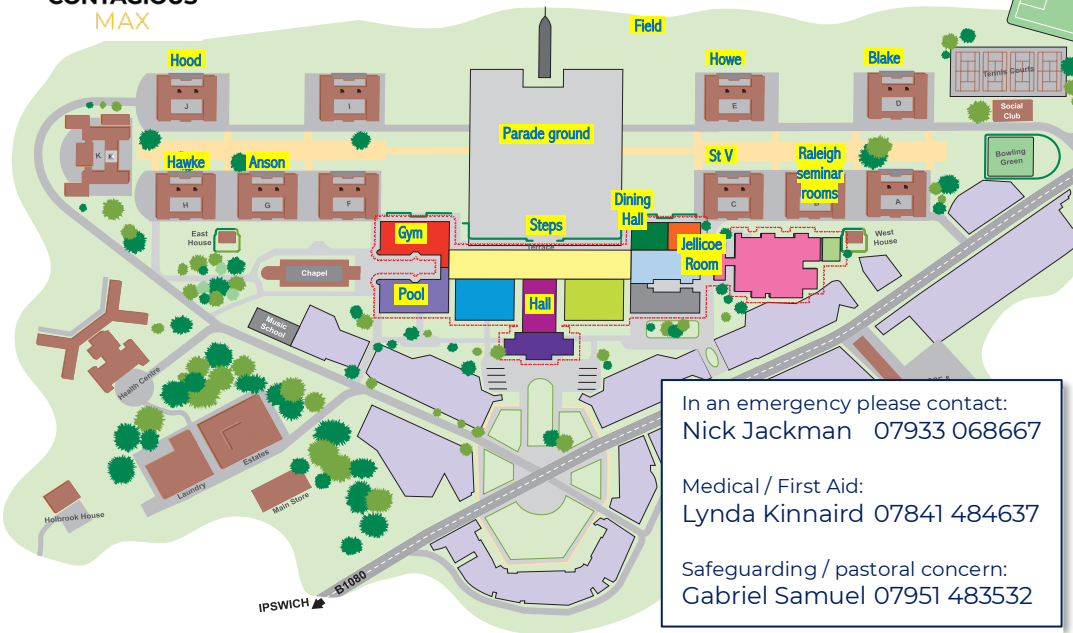 CONTAGIOUS
MAX
Field
Hood
Howe
Blake
Tennis Courts
J
I
E
D
Social
Club
Parade ground
K
K
Bowling
Green
Hawke
Anson
St V
Raleigh
seminar
rooms
H
G
F
C
A
Dining
Hall
Steps
East
House
Gym
Jellicoe
Room
West
House
Chapel
Pool
Hall
Music
School
Health Centre
Estates
Laundry
Main Store
Holbrook House
B1080
IPSWICH
In an emergency please contact:
Nick Jackman 07933 068667
Medical / First Aid:
Lynda Kinnaird 07841 484637
Safeguarding / pastoral concern:
Gabriel Samuel 07951 483532